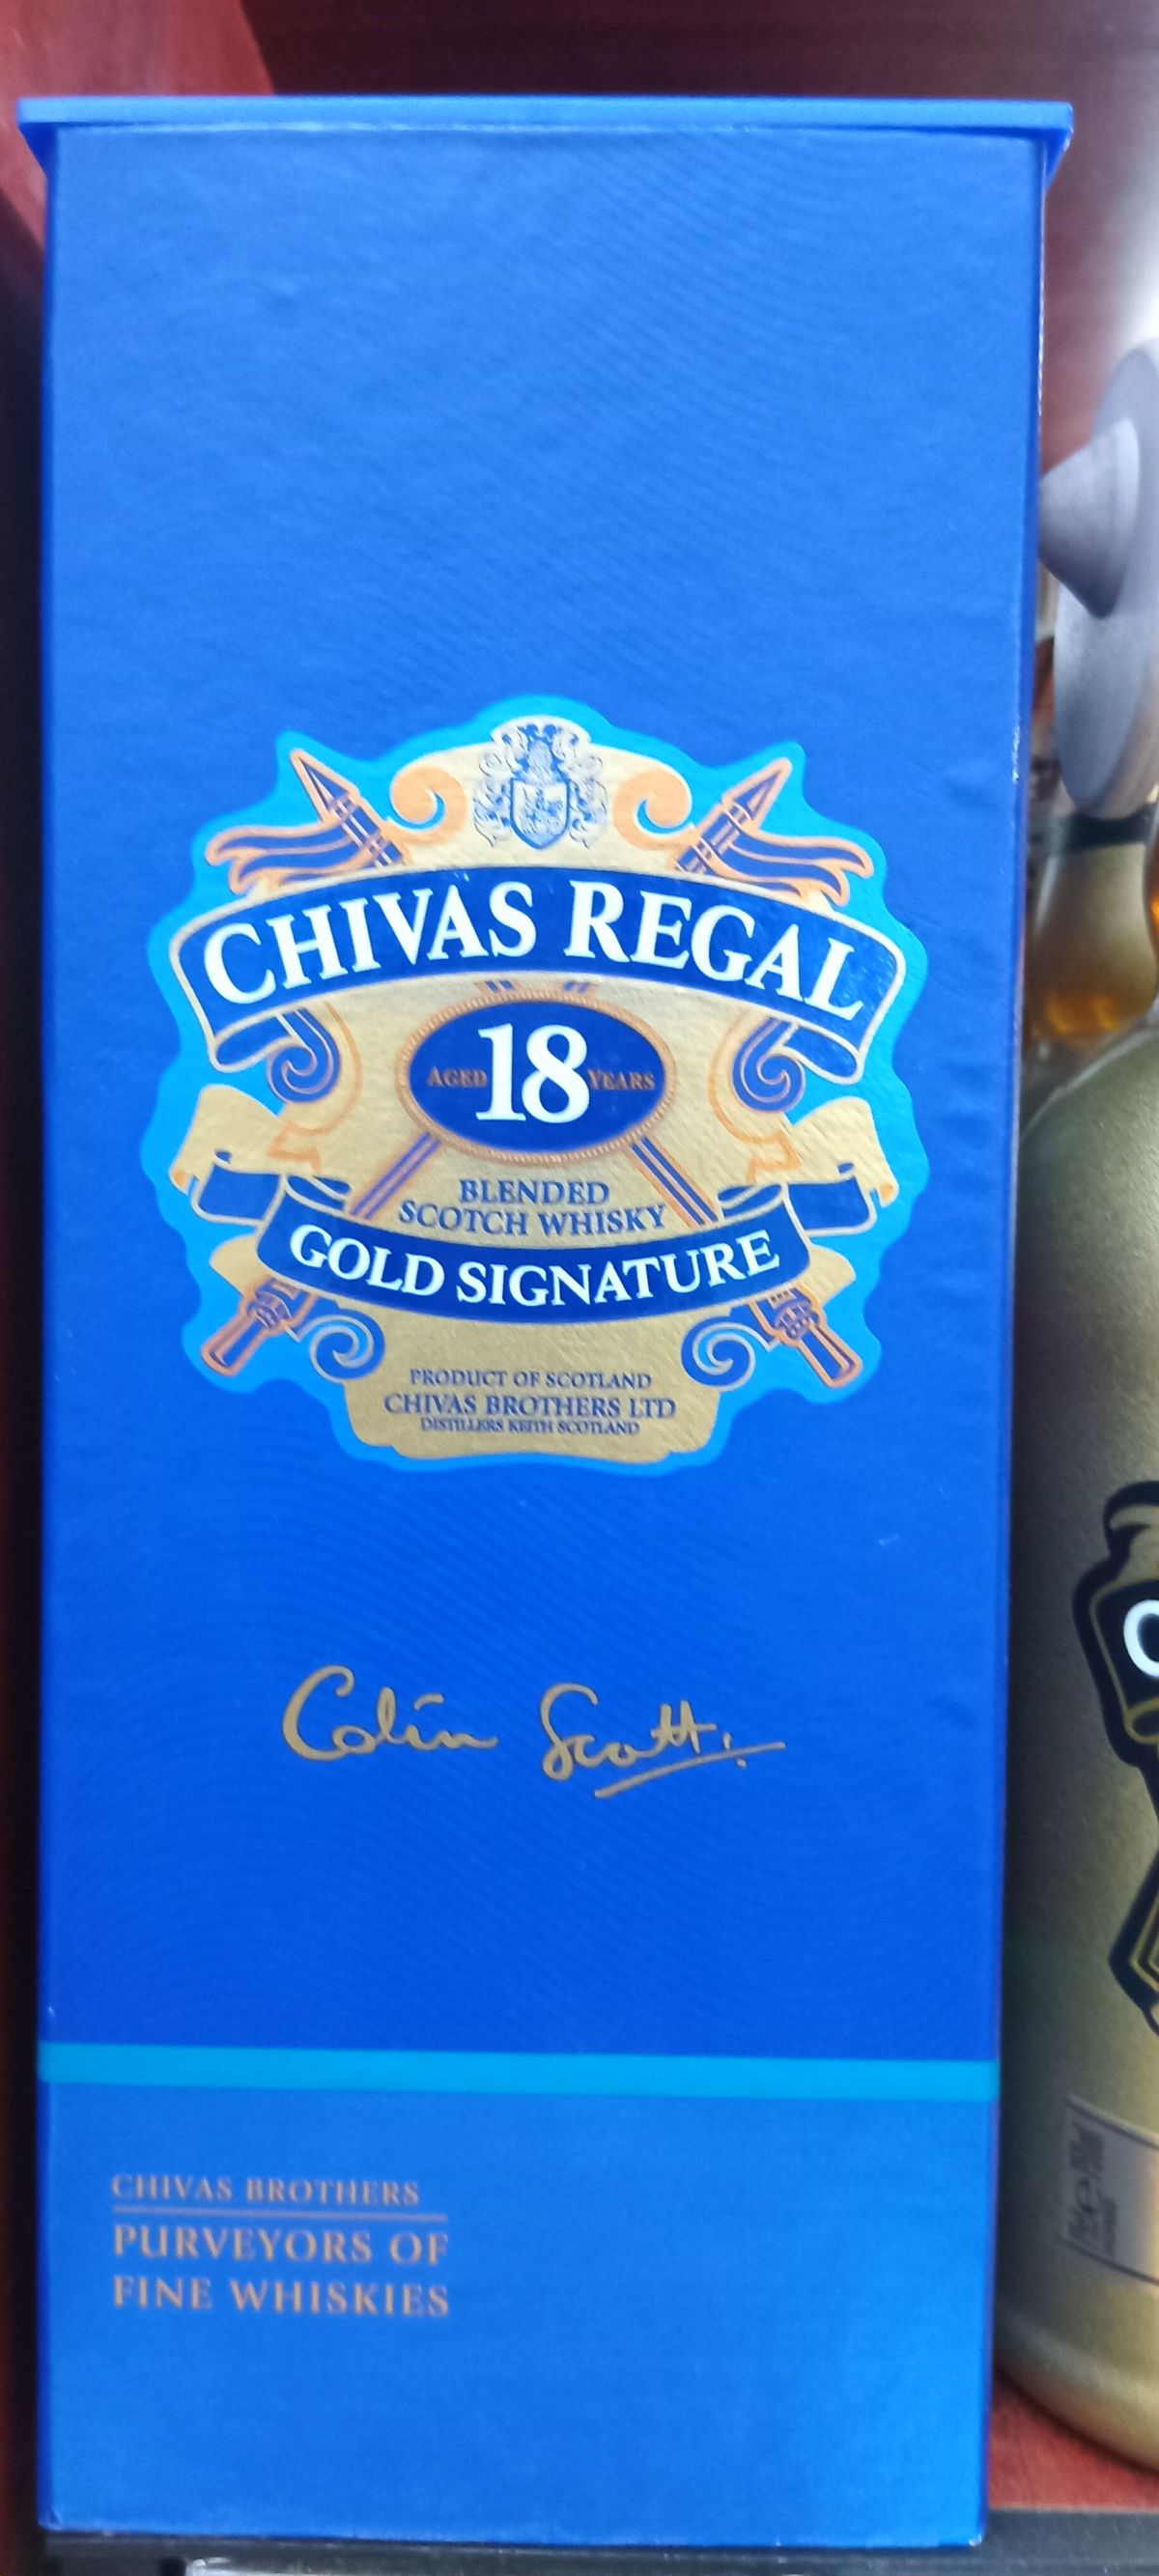 CHIVAS REGAL
AGED 18 YEARS
BLENDED
SCOTCH WHISKY
GOLD SIGNATURE
PRODUCT OF SCOTLAND
CHIVAS BROTHERS LTD
DISTILLERS KEITH SCOTLAND
Colin Scott.
CHIVAS BROTHERS
PURVEYORS OF
FINE WHISKIES